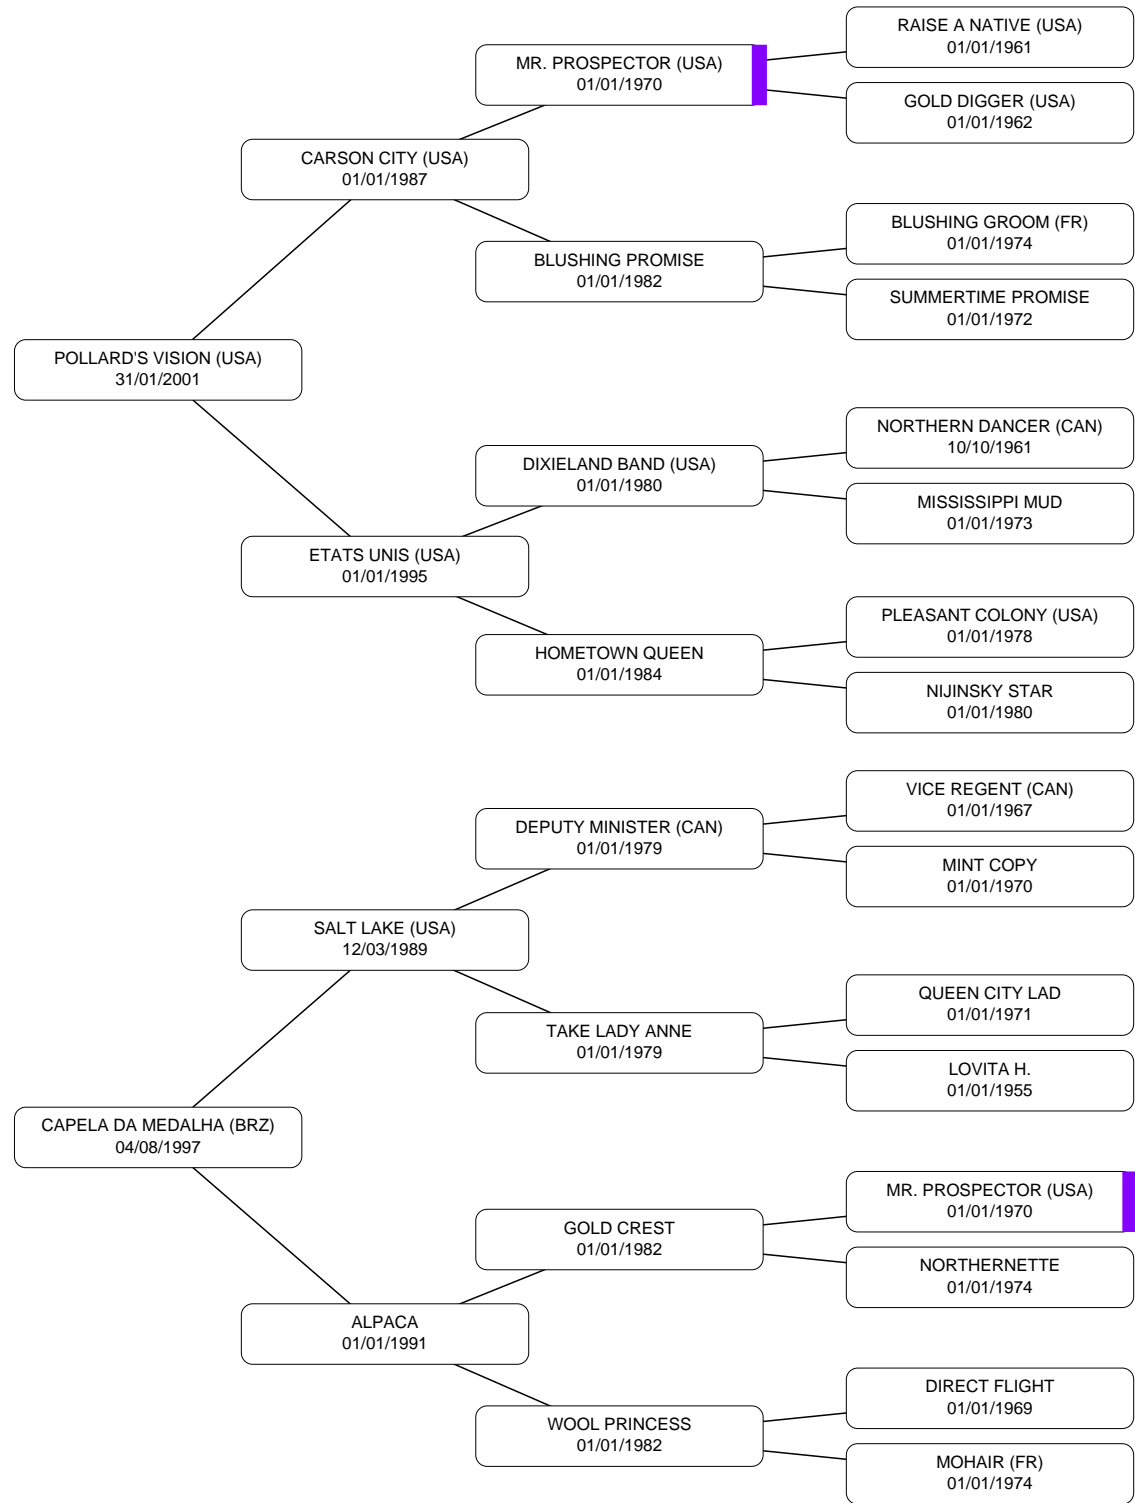 RAISE A NATIVE (USA)
01/01/1961
MR. PROSPECTOR (USA)
01/01/1970
GOLD DIGGER (USA)
01/01/1962
CARSON CITY (USA)
01/01/1987
BLUSHING GROOM (FR)
01/01/1974
BLUSHING PROMISE
01/01/1982
SUMMERTIME PROMISE
01/01/1972
POLLARD'S VISION (USA)
31/01/2001
NORTHERN DANCER (CAN)
10/10/1961
DIXIELAND BAND (USA)
01/01/1980
MISSISSIPPI MUD
01/01/1973
ETATS UNIS (USA)
01/01/1995
PLEASANT COLONY (USA)
01/01/1978
HOMETOWN QUEEN
01/01/1984
NIJINSKY STAR
01/01/1980
VICE REGENT (CAN)
01/01/1967
DEPUTY MINISTER (CAN)
01/01/1979
MINT COPY
01/01/1970
SALT LAKE (USA)
12/03/1989
QUEEN CITY LAD
01/01/1971
TAKE LADY ANNE
01/01/1979
LOVITA H.
01/01/1955
CAPELA DA MEDALHA (BRZ)
04/08/1997
MR. PROSPECTOR (USA)
01/01/1970
GOLD CREST
01/01/1982
NORTHERNETTE
01/01/1974
ALPACA
01/01/1991
DIRECT FLIGHT
01/01/1969
WOOL PRINCESS
01/01/1982
MOHAIR (FR)
01/01/1974